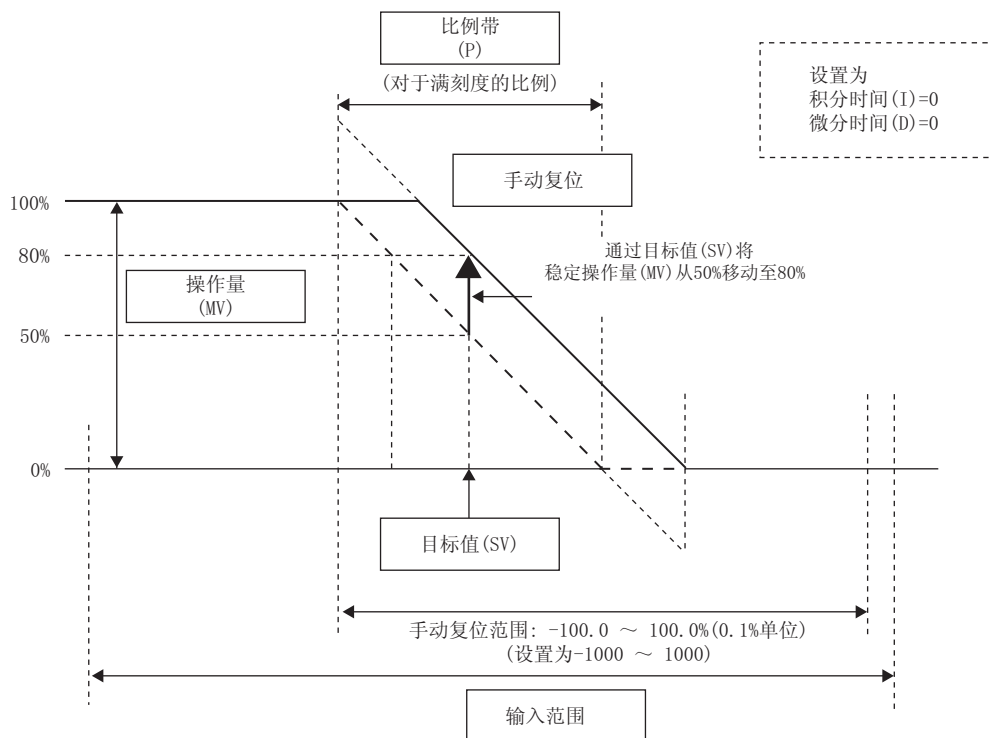 比例带
(P)
(对于满刻度的比例)
设置为
积分时间(I)=0
微分时间(D)=0
手动复位
100%
80%
通过目标值(SV)将
稳定操作量(MV)从50%移动至80%
操作量
(MV)
50%
0%
目标值(SV)
手动复位范围: -100.0 ～ 100.0%(0.1%单位)
(设置为-1000 ～ 1000)
输入范围